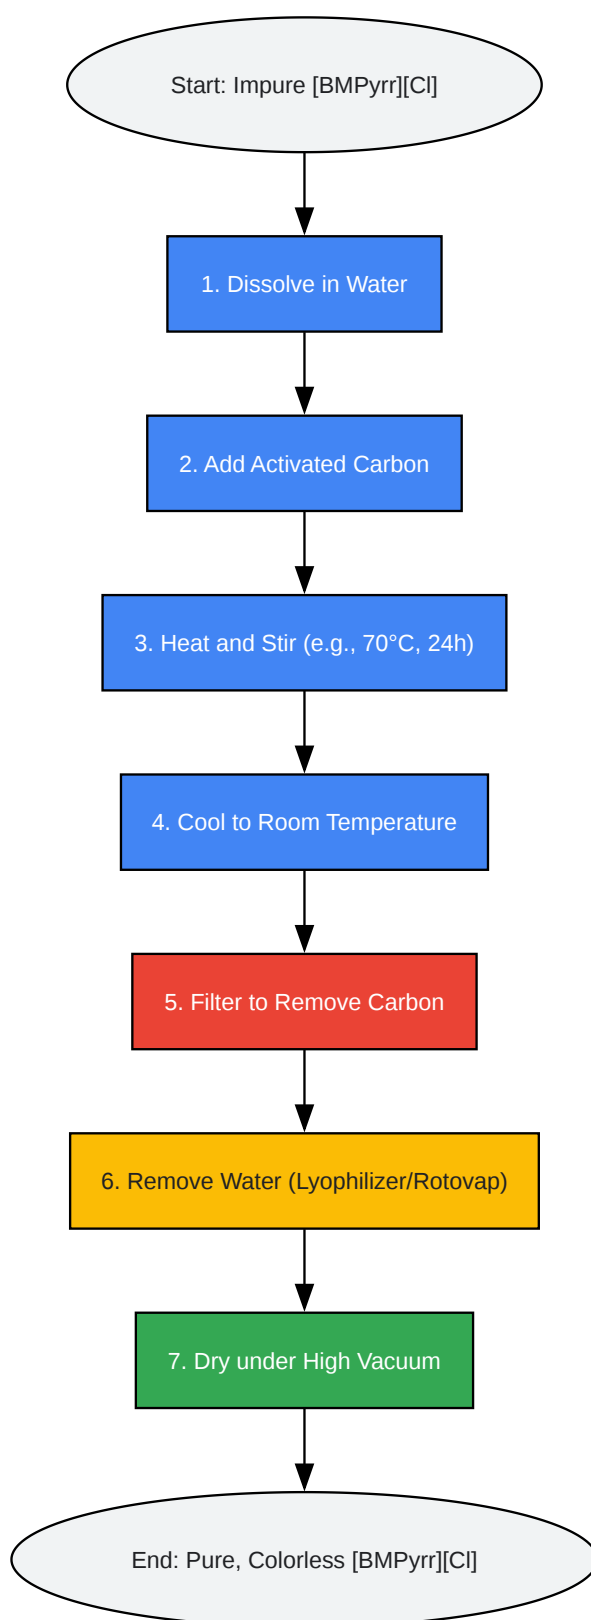 Start: Impure [BMPyrr][Cl]
1. Dissolve in Water
2. Add Activated Carbon
3. Heat and Stir (e.g., 70°C, 24h)
4. Cool to Room Temperature
5. Filter to Remove Carbon
6. Remove Water (Lyophilizer/Rotovap)
7. Dry under High Vacuum
End: Pure, Colorless [BMPyrr][Cl]